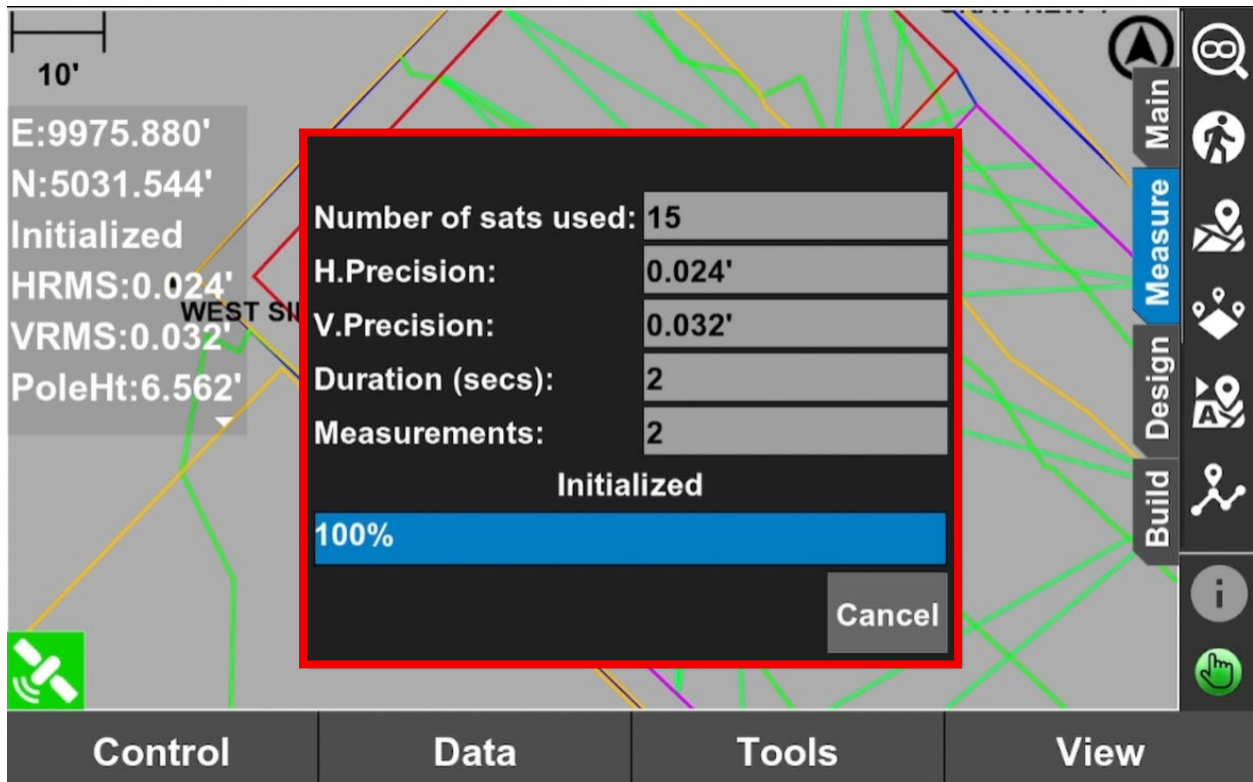 10'
E:9975.880'
N:5031.544'
Initialized
HRMS:0.024'
VRMS:0.032'
PoleHt:6.562'
WEST SI
Number of sats used: 15
H.Precision: 0.024'
V.Precision: 0.032'
Duration (secs): 2
Measurements: 2
Initialized
100%
Cancel
Main
Measure
Design
Build
A
i
Control Data Tools View